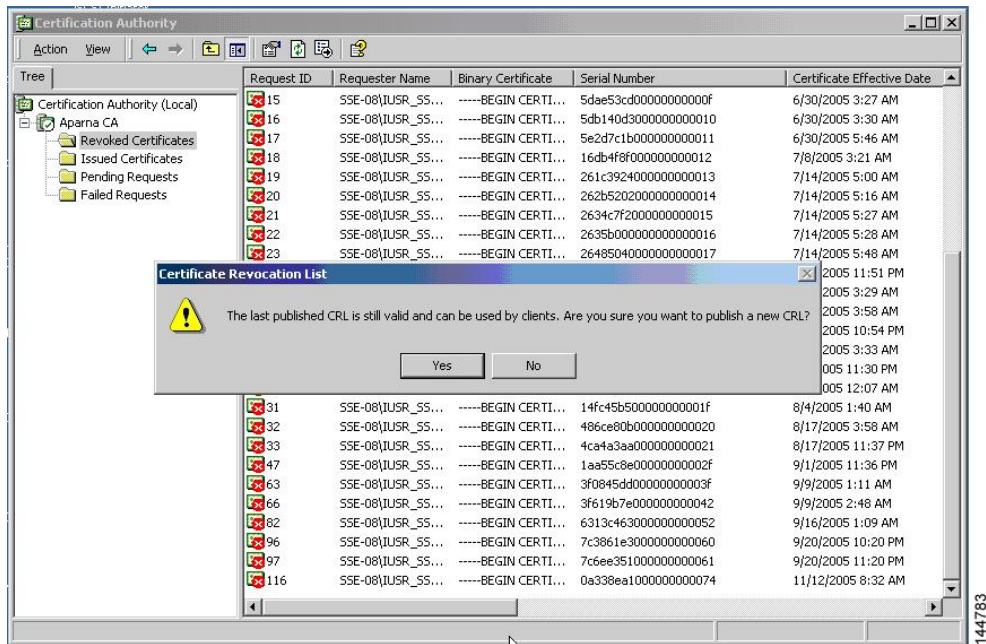 Certification Authority
Action View
Tree
Request ID Requester Name Binary Certificate Serial Number Certificate Effective Date
Certification Authority (Local)
Aparna CA
Revoked Certificates
Issued Certificates
Pending Requests
Failed Requests
15 SSE-08\IUSR_SS... -----BEGIN CERTI... 5dae53cd00000000000f 6/30/2005 3:27 AM
16 SSE-08\IUSR_SS... -----BEGIN CERTI... 5db140d3000000000010 6/30/2005 3:30 AM
17 SSE-08\IUSR_SS... -----BEGIN CERTI... 5e2d7c1b000000000011 6/30/2005 5:46 AM
18 SSE-08\IUSR_SS... -----BEGIN CERTI... 16db4f8f000000000012 7/8/2005 3:21 AM
19 SSE-08\IUSR_SS... -----BEGIN CERTI... 261c3924000000000013 7/14/2005 5:00 AM
20 SSE-08\IUSR_SS... -----BEGIN CERTI... 262b5202000000000014 7/14/2005 5:16 AM
21 SSE-08\IUSR_SS... -----BEGIN CERTI... 2634c7f2000000000015 7/14/2005 5:27 AM
22 SSE-08\IUSR_SS... -----BEGIN CERTI... 2635b000000000000016 7/14/2005 5:28 AM
23 SSE-08\IUSR_SS... -----BEGIN CERTI... 26485040000000000017 7/14/2005 5:48 AM
Certificate Revocation List
The last published CRL is still valid and can be used by clients. Are you sure you want to publish a new CRL?
Yes No
2005 11:51 PM
2005 3:29 AM
2005 3:58 AM
2005 10:54 PM
2005 3:33 AM
005 11:30 PM
005 12:07 AM
31 SSE-08\IUSR_SS... -----BEGIN CERTI... 14fc45b500000000001f 8/4/2005 1:40 AM
32 SSE-08\IUSR_SS... -----BEGIN CERTI... 486ce80b000000000020 8/17/2005 3:58 AM
33 SSE-08\IUSR_SS... -----BEGIN CERTI... 4ca4a3aa000000000021 8/17/2005 11:37 PM
47 SSE-08\IUSR_SS... -----BEGIN CERTI... 1aa55c8e00000000002f 9/1/2005 11:36 PM
63 SSE-08\IUSR_SS... -----BEGIN CERTI... 3f0845dd00000000003f 9/9/2005 1:11 AM
66 SSE-08\IUSR_SS... -----BEGIN CERTI... 3f619b7e000000000042 9/9/2005 2:48 AM
82 SSE-08\IUSR_SS... -----BEGIN CERTI... 6313c463000000000052 9/16/2005 1:09 AM
96 SSE-08\IUSR_SS... -----BEGIN CERTI... 7c3861e3000000000060 9/20/2005 10:20 PM
97 SSE-08\IUSR_SS... -----BEGIN CERTI... 7c6ee351000000000061 9/20/2005 11:20 PM
116 SSE-08\IUSR_SS... -----BEGIN CERTI... 0a338ea1000000000074 11/12/2005 8:32 AM
144783